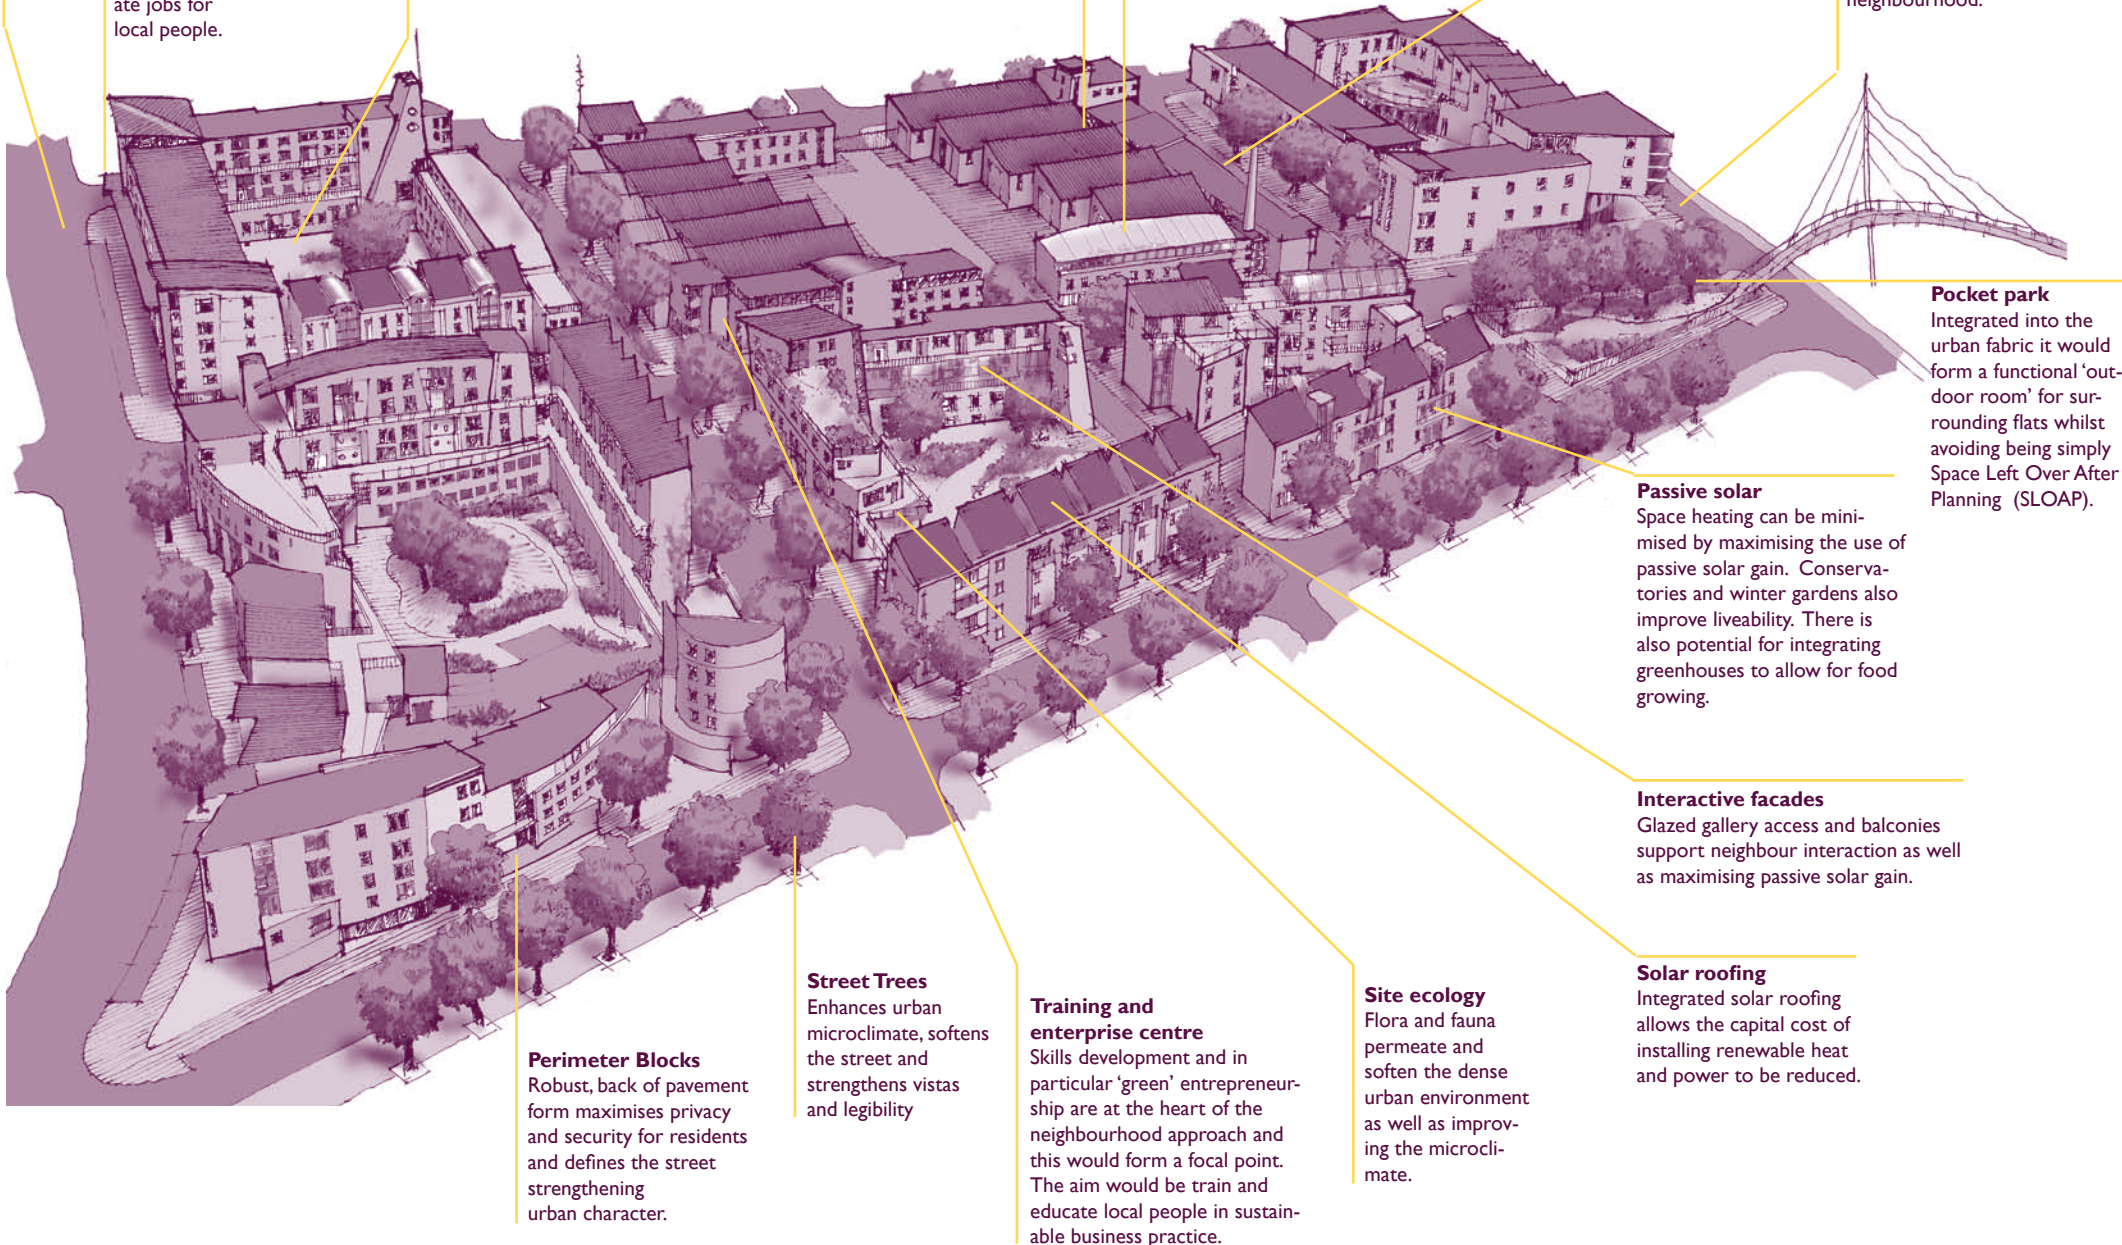 ate jobs for
local people.
neighbourhood.
Pocket park
Integrated into the
urban fabric it would
form a functional ‘out-
door room’ for sur-
rounding flats whilst
avoiding being simply
Space Left Over After
Planning (SLOAP).
Passive solar
Space heating can be mini-
mised by maximising the use of
passive solar gain. Conserva-
tories and winter gardens also
improve liveability. There is
also potential for integrating
greenhouses to allow for food
growing.
Interactive facades
Glazed gallery access and balconies
support neighbour interaction as well
as maximising passive solar gain.
Solar roofing
Integrated solar roofing
allows the capital cost of
installing renewable heat
and power to be reduced.
Site ecology
Flora and fauna
permeate and
soften the dense
urban environment
as well as improv-
ing the microcli-
mate.
Training and
enterprise centre
Skills development and in
particular ‘green’ entrepreneur-
ship are at the heart of the
neighbourhood approach and
this would form a focal point.
The aim would be train and
educate local people in sustain-
able business practice.
Street Trees
Enhances urban
microclimate, softens
the street and
strengthens vistas
and legibility
Perimeter Blocks
Robust, back of pavement
form maximises privacy
and security for residents
and defines the street
strengthening
urban character.